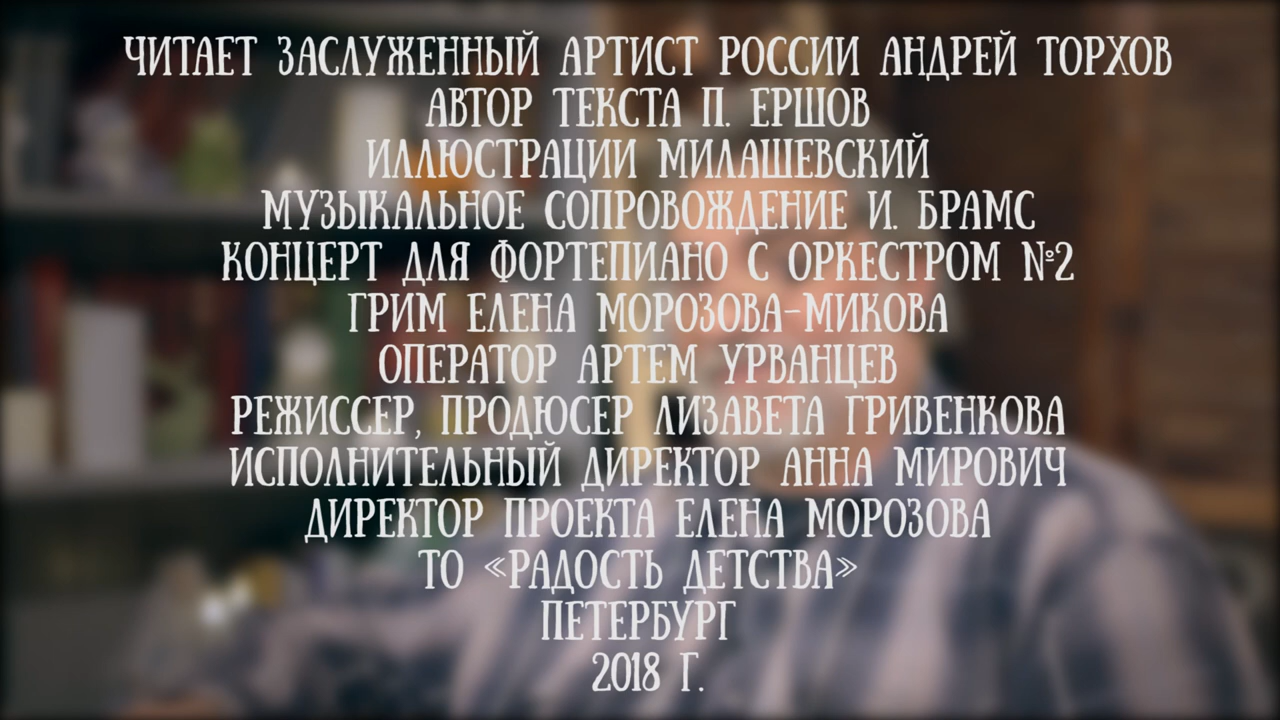 ЧИТАЕТ ЗАСЛУЖЕННЫЙ АРТИСТ РОССИИ АНДРЕЙ ТОРХОВ
АВТОР ТЕКСТА П. ЕРШОВ
ИЛЛЮСТРАЦИИ МИЛАШЕВСКИЙ
МУЗЫКАЛЬНОЕ СОПРОВОЖДЕНИЕ И. БРАМС
КОНЦЕРТ ДЛЯ ФОРТЕПИАНО С ОРКЕСТРОМ №2
ГРИМ ЕЛЕНА МОРОЗОВА-МИКОВА
ОПЕРАТОР АРТЕМ УРВАНЦЕВ
РЕЖИССЕР, ПРОДЮСЕР ЛИЗАВЕТА ГРИВЕНКОВА
ИСПОЛНИТЕЛЬНЫЙ ДИРЕКТОР АННА МИРОВИЧ
ДИРЕКТОР ПРОЕКТА ЕЛЕНА МОРОЗОВА
ТО «РАДОСТЬ ДЕТСТВА»
ПЕТЕРБУРГ
2018 Г.